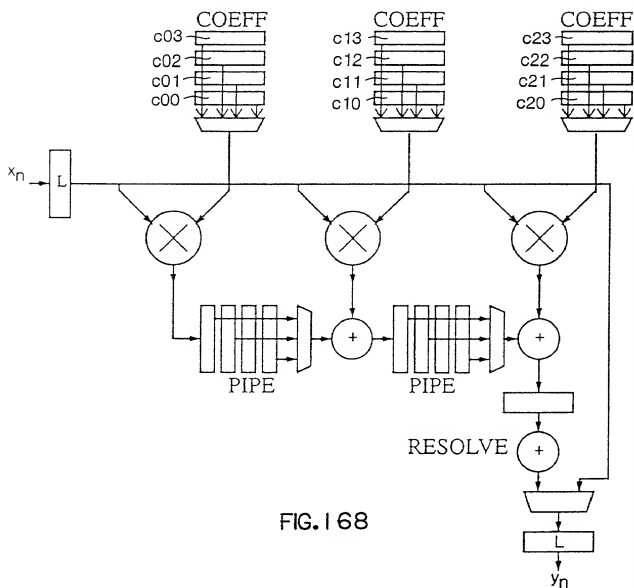 COEFF COEFF COEFF
c03 c13 c23
c02 c12 c22
c01 c11 c21
c00 c10 c20
xn L
+ +
PIPE PIPE
RESOLVE +
FIG.168
L
yn